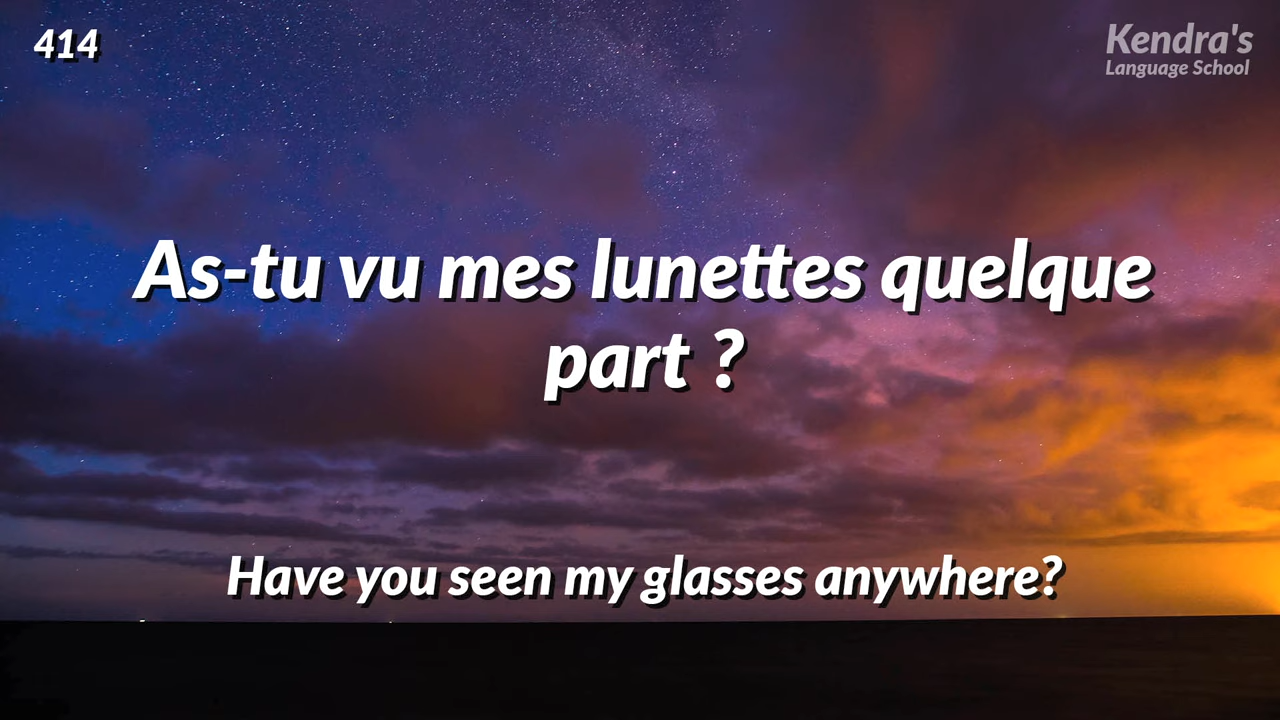 414
Kendra's
Language School
As-tu vu mes lunettes quelque
part ?
Have you seen my glasses anywhere?